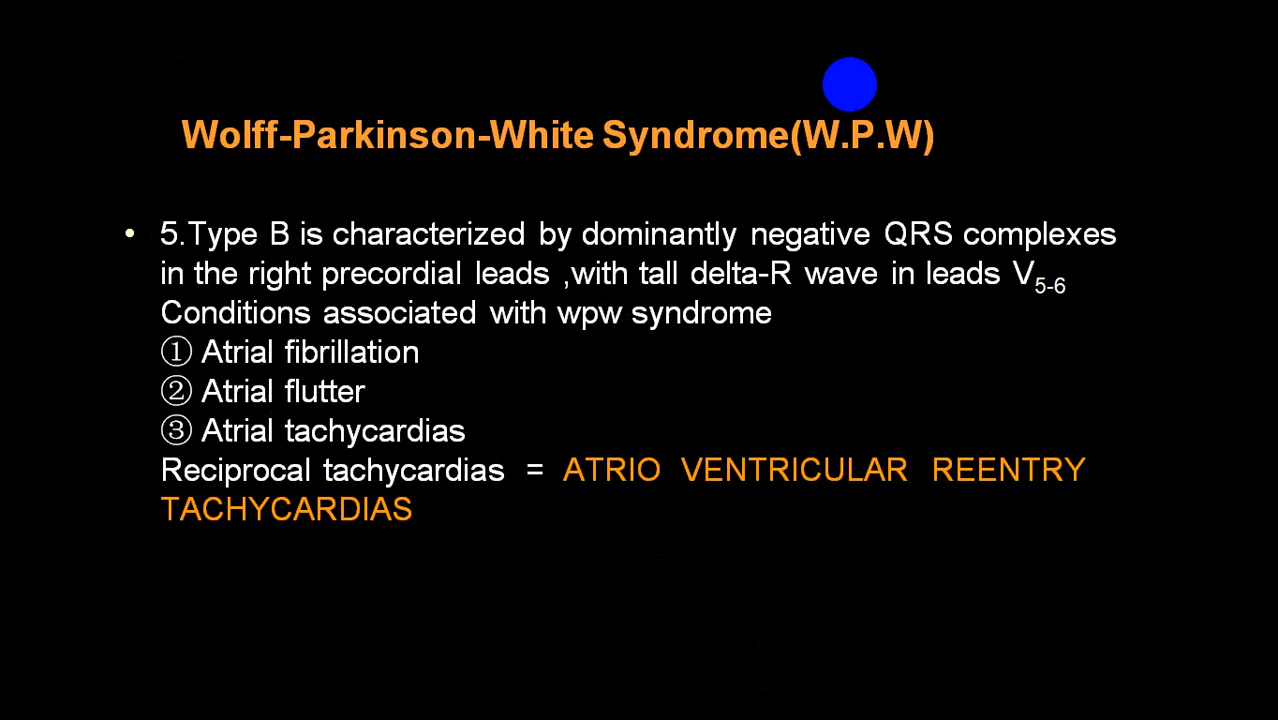 Wolff-Parkinson-White Syndrome(W.P.W)
• 5.Type B is characterized by dominantly negative QRS complexes
in the right precordial leads ,with tall delta-R wave in leads V5-6
Conditions associated with wpw syndrome
① Atrial fibrillation
② Atrial flutter
③ Atrial tachycardias
Reciprocal tachycardias = ATRIO VENTRICULAR REENTRY
TACHYCARDIAS